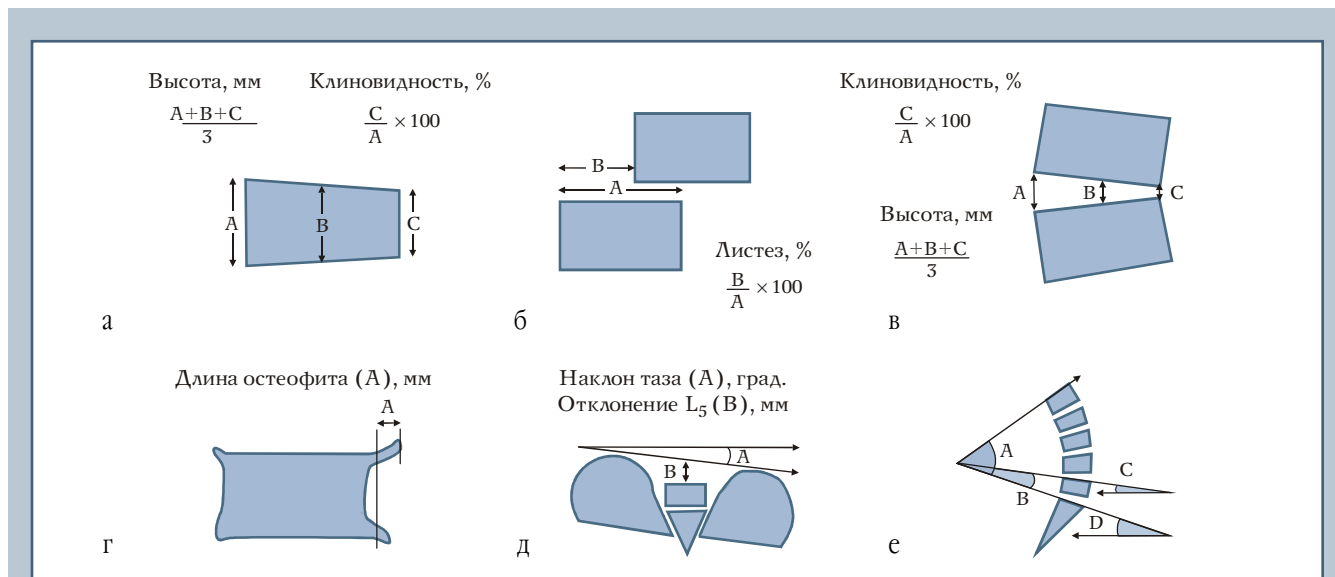 Высота, мм
A+B+C
3
Клиновидность, %
C
A
× 100
A
B
C
а
B
A
Листез, %
B
A
× 100
б
Клиновидность, %
C
A
× 100
Высота, мм
A+B+C
3
A
B
C
в
Длина остеофита (A), мм
A
г
Наклон таза (A), град.
Отклонение L5 (B), мм
A
B
д
A
B
C
D
е